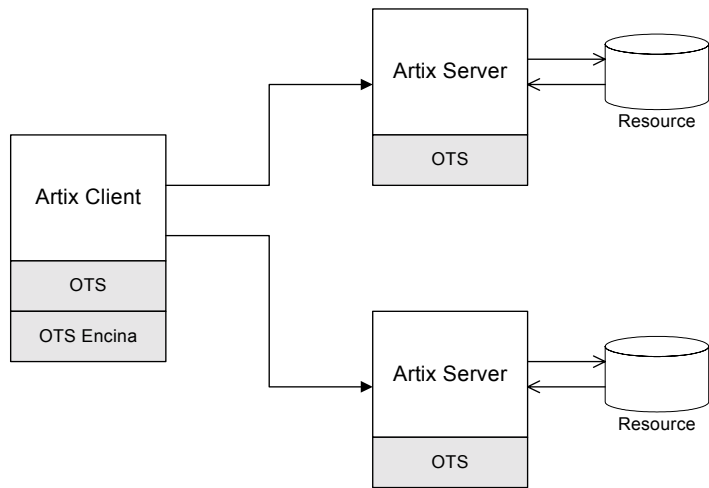 Artix Server
OTS
Resource
Artix Client
OTS
OTS Encina
Artix Server
OTS
Resource